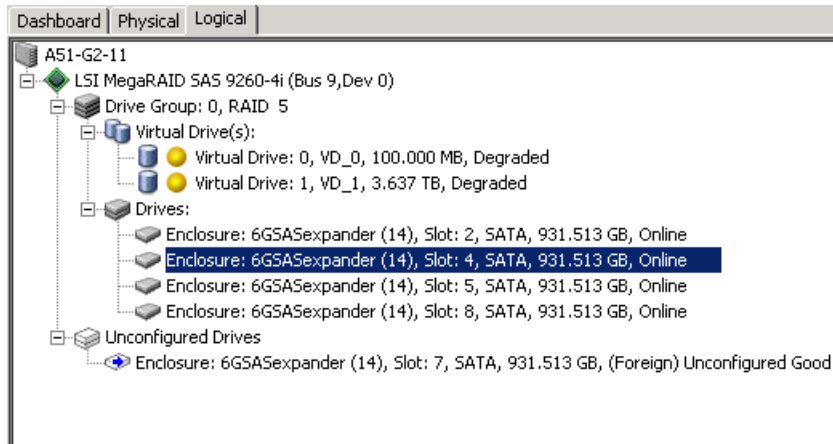 Dashboard Physical Logical
A51-G2-11
LSI MegaRAID SAS 9260-4i (Bus 9,Dev 0)
Drive Group: 0, RAID 5
Virtual Drive(s):
Virtual Drive: 0, VD_0, 100.000 MB, Degraded
Virtual Drive: 1, VD_1, 3.637 TB, Degraded
Drives:
Enclosure: 6GSASexpander (14), Slot: 2, SATA, 931.513 GB, Online
Enclosure: 6GSASexpander (14), Slot: 4, SATA, 931.513 GB, Online
Enclosure: 6GSASexpander (14), Slot: 5, SATA, 931.513 GB, Online
Enclosure: 6GSASexpander (14), Slot: 8, SATA, 931.513 GB, Online
Unconfigured Drives
Enclosure: 6GSASexpander (14), Slot: 7, SATA, 931.513 GB, (Foreign) Unconfigured Good